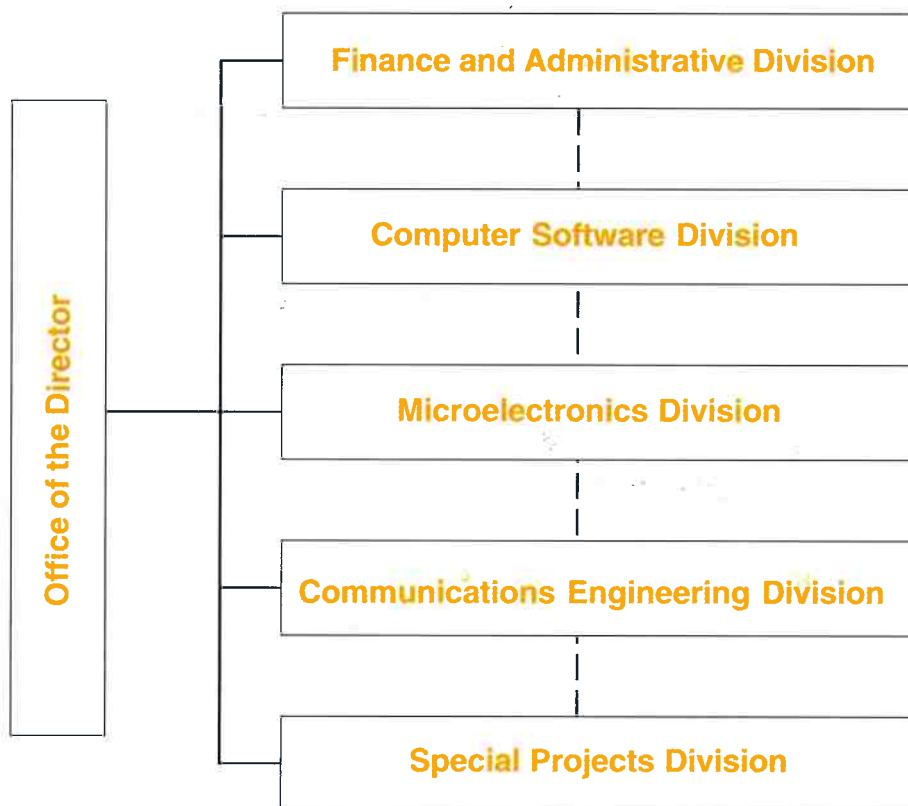 Finance and Administrative Division
Computer Software Division
Office of the Director
Microelectronics Division
Communications Engineering Division
Special Projects Division